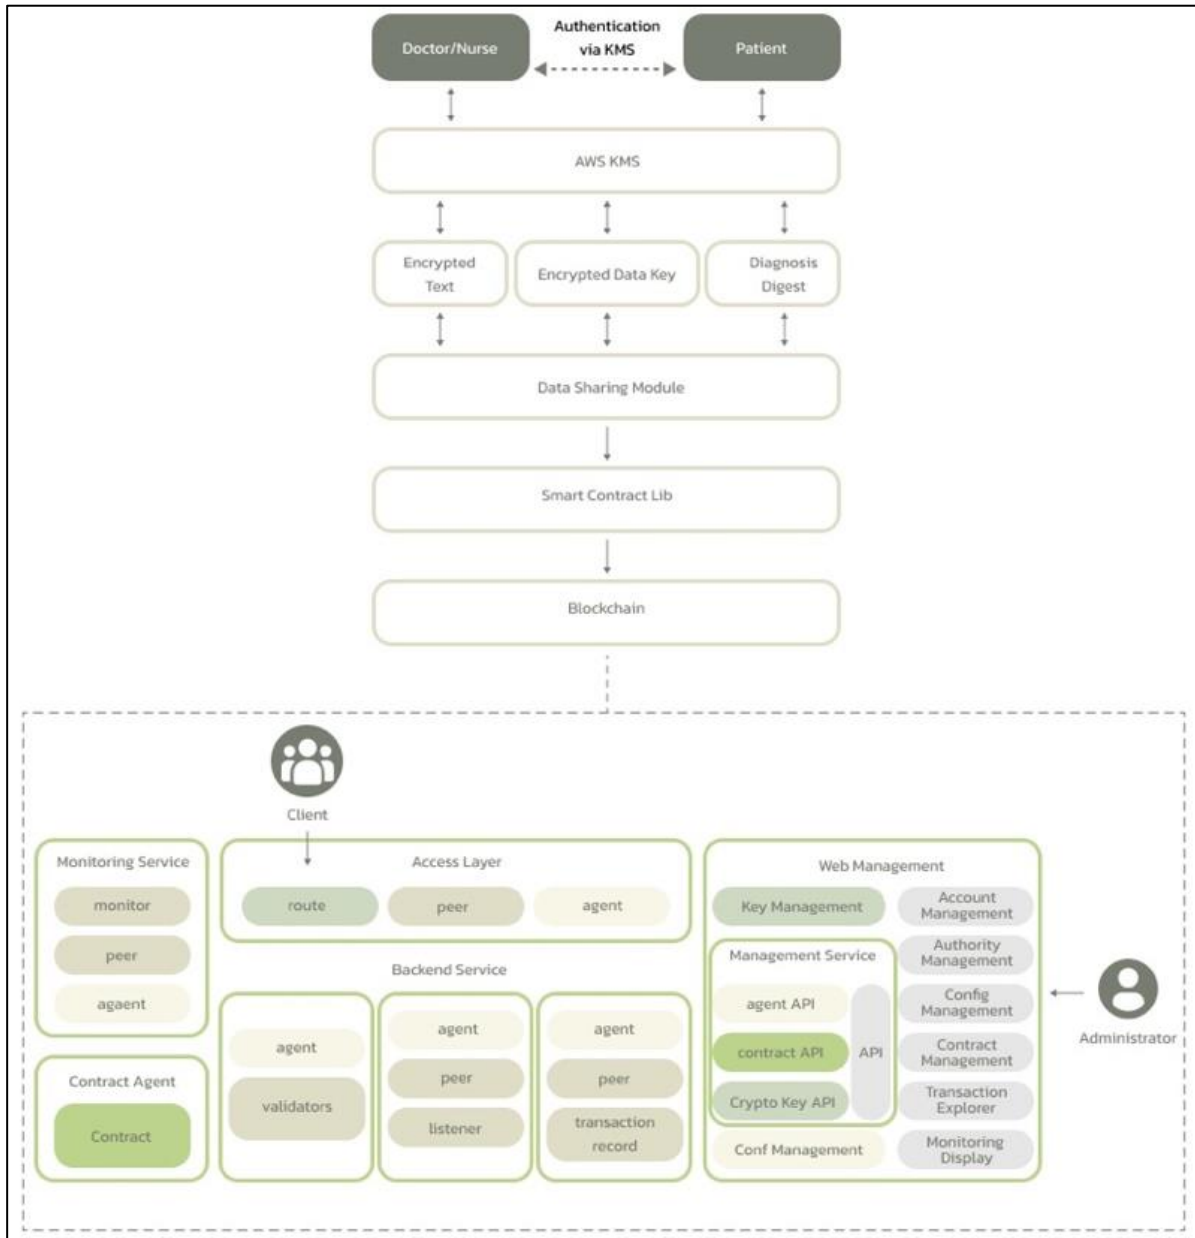 Authentication
via KMS
Doctor/Nurse
Patient
AWS KMS
Encrypted
Text
Encrypted Data Key
Diagnosis
Digest
Data Sharing Module
Smart Contract Lib
Blockchain
Client
Monitoring Service
monitor
peer
agaent
Contract Agent
Contract
Access Layer
route
peer
agent
Backend Service
agent
validators
agent
peer
listener
agent
peer
transaction
record
Web Management
Key Management
Management Service
agent API
contract API
Crypto Key API
API
Conf Management
Account
Management
Authority
Management
Config
Management
Contract
Management
Transaction
Explorer
Monitoring
Display
Administrator